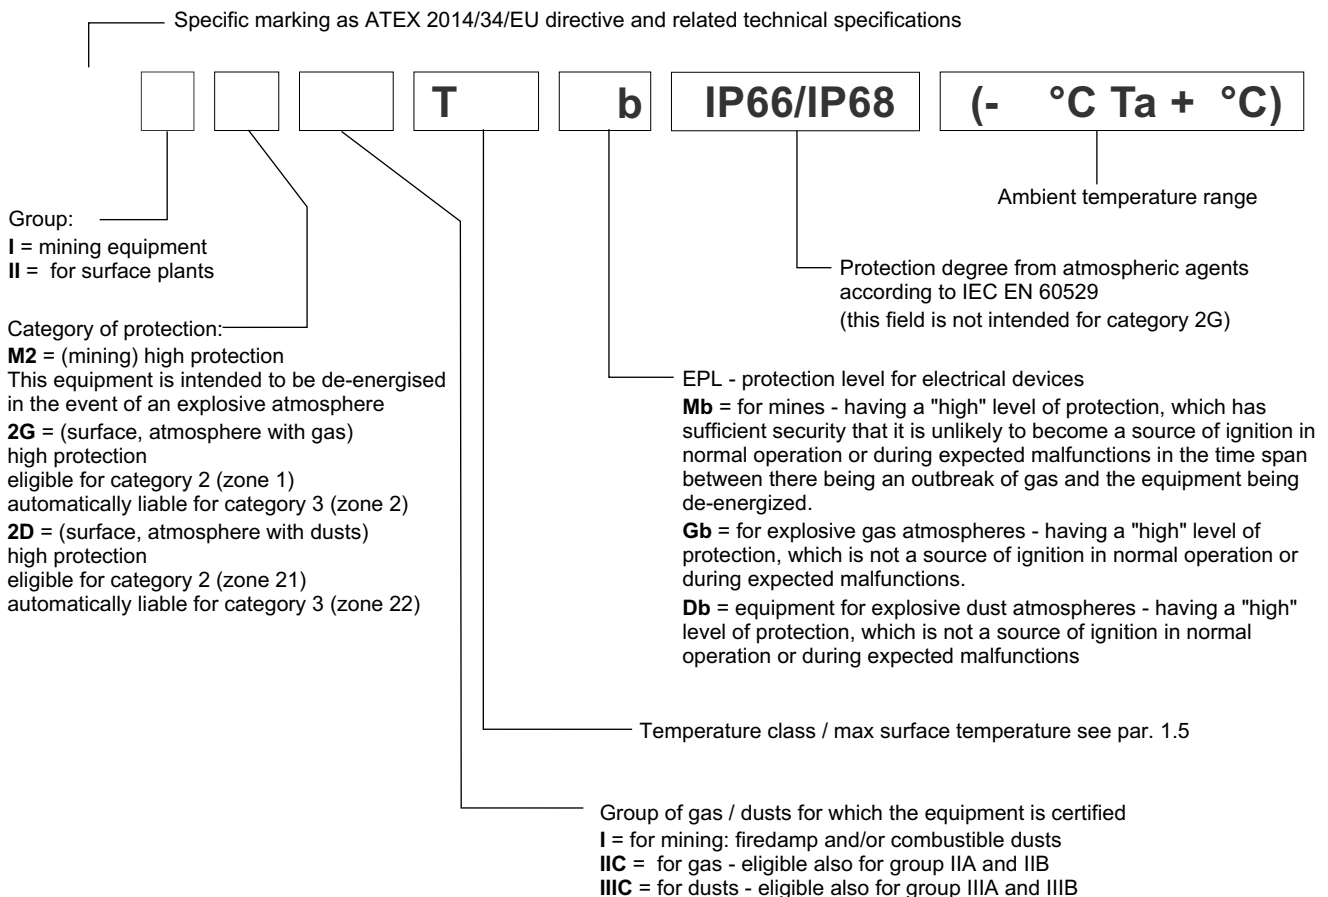 Specific marking as ATEX 2014/34/EU directive and related technical specifications
T b IP66/IP68 (- °C Ta + °C)
Ambient temperature range
Group:
I = mining equipment
II = for surface plants
Protection degree from atmospheric agents
according to IEC EN 60529
(this field is not intended for category 2G)
Category of protection:
M2 = (mining) high protection
This equipment is intended to be de-energised
in the event of an explosive atmosphere
2G = (surface, atmosphere with gas)
high protection
eligible for category 2 (zone 1)
automatically liable for category 3 (zone 2)
2D = (surface, atmosphere with dusts)
high protection
eligible for category 2 (zone 21)
automatically liable for category 3 (zone 22)
EPL - protection level for electrical devices
Mb = for mines - having a "high" level of protection, which has
sufficient security that it is unlikely to become a source of ignition in
normal operation or during expected malfunctions in the time span
between there being an outbreak of gas and the equipment being
de-energized.
Gb = for explosive gas atmospheres - having a "high" level of
protection, which is not a source of ignition in normal operation or
during expected malfunctions.
Db = equipment for explosive dust atmospheres - having a "high"
level of protection, which is not a source of ignition in normal
operation or during expected malfunctions
Temperature class / max surface temperature see par. 1.5
Group of gas / dusts for which the equipment is certified
I = for mining: firedamp and/or combustible dusts
IIC = for gas - eligible also for group IIA and IIB
IIIC = for dusts - eligible also for group IIIA and IIIB